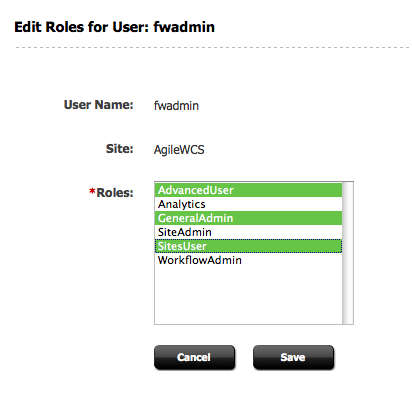 Edit Roles for User: fwadmin
User Name: fwadmin
Site: AgileWCS
*Roles: AdvancedUser
Analytics
GeneralAdmin
SiteAdmin
SitesUser
WorkflowAdmin
Cancel Save